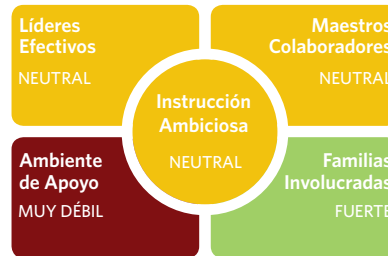 Líderes
Efectivos
NEUTRAL
Maestros
Colaboradores
NEUTRAL
Instrucción
Ambiciosa
NEUTRAL
Ambiente
de Apoyo
MUY DÉBIL
Familias
Involucradas
FUERTE